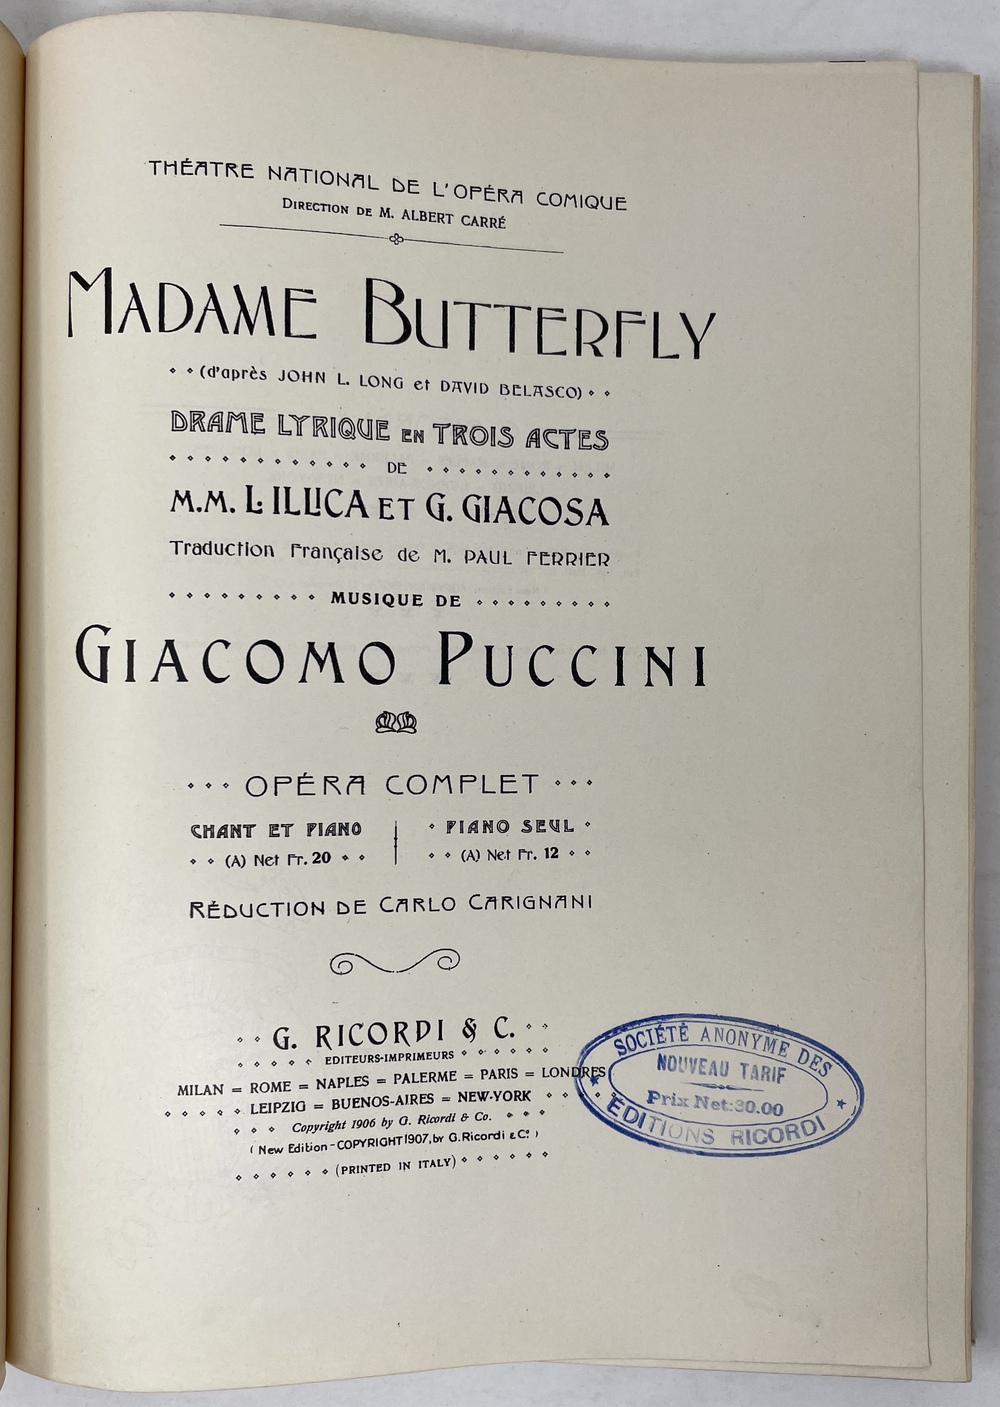 THÉATRE NATIONAL DE L'OPÉRA COMIQUE
DIRECTION DE M. ALBERT CARRÉ
MADAME BUTTERFLY
(d'après JOHN L. LONG et DAVID BELASCO)
DRAME LYRIQUE EN TROIS ACTES
DE
M.M. L. ILLICA ET G. GIACOSA
Traduction Française de M. PAUL FERRIER
MUSIQUE DE
GIACOMO PUCCINI
OPÉRA COMPLET
CHANT ET PIANO
(A) Net Fr. 20
PIANO SEUL
(A) Net Fr. 12
RÉDUCTION DE CARLO CARIGNANI
G. RICORDI & C.
EDITEURS-IMPRIMEURS
MILAN = ROME = NAPLES = PALERME = PARIS = LONDRES
LEIPZIG = BUENOS-AIRES = NEW-YORK
Copyright 1906 by G. Ricordi & Co.
(New Edition - COPYRIGHT 1907, by G. Ricordi & Co)
(PRINTED IN ITALY)
SOCIÉTÉ ANONYME DES
NOUVEAU TARIF
Prix Net: 30.00
ÉDITIONS RICORDI